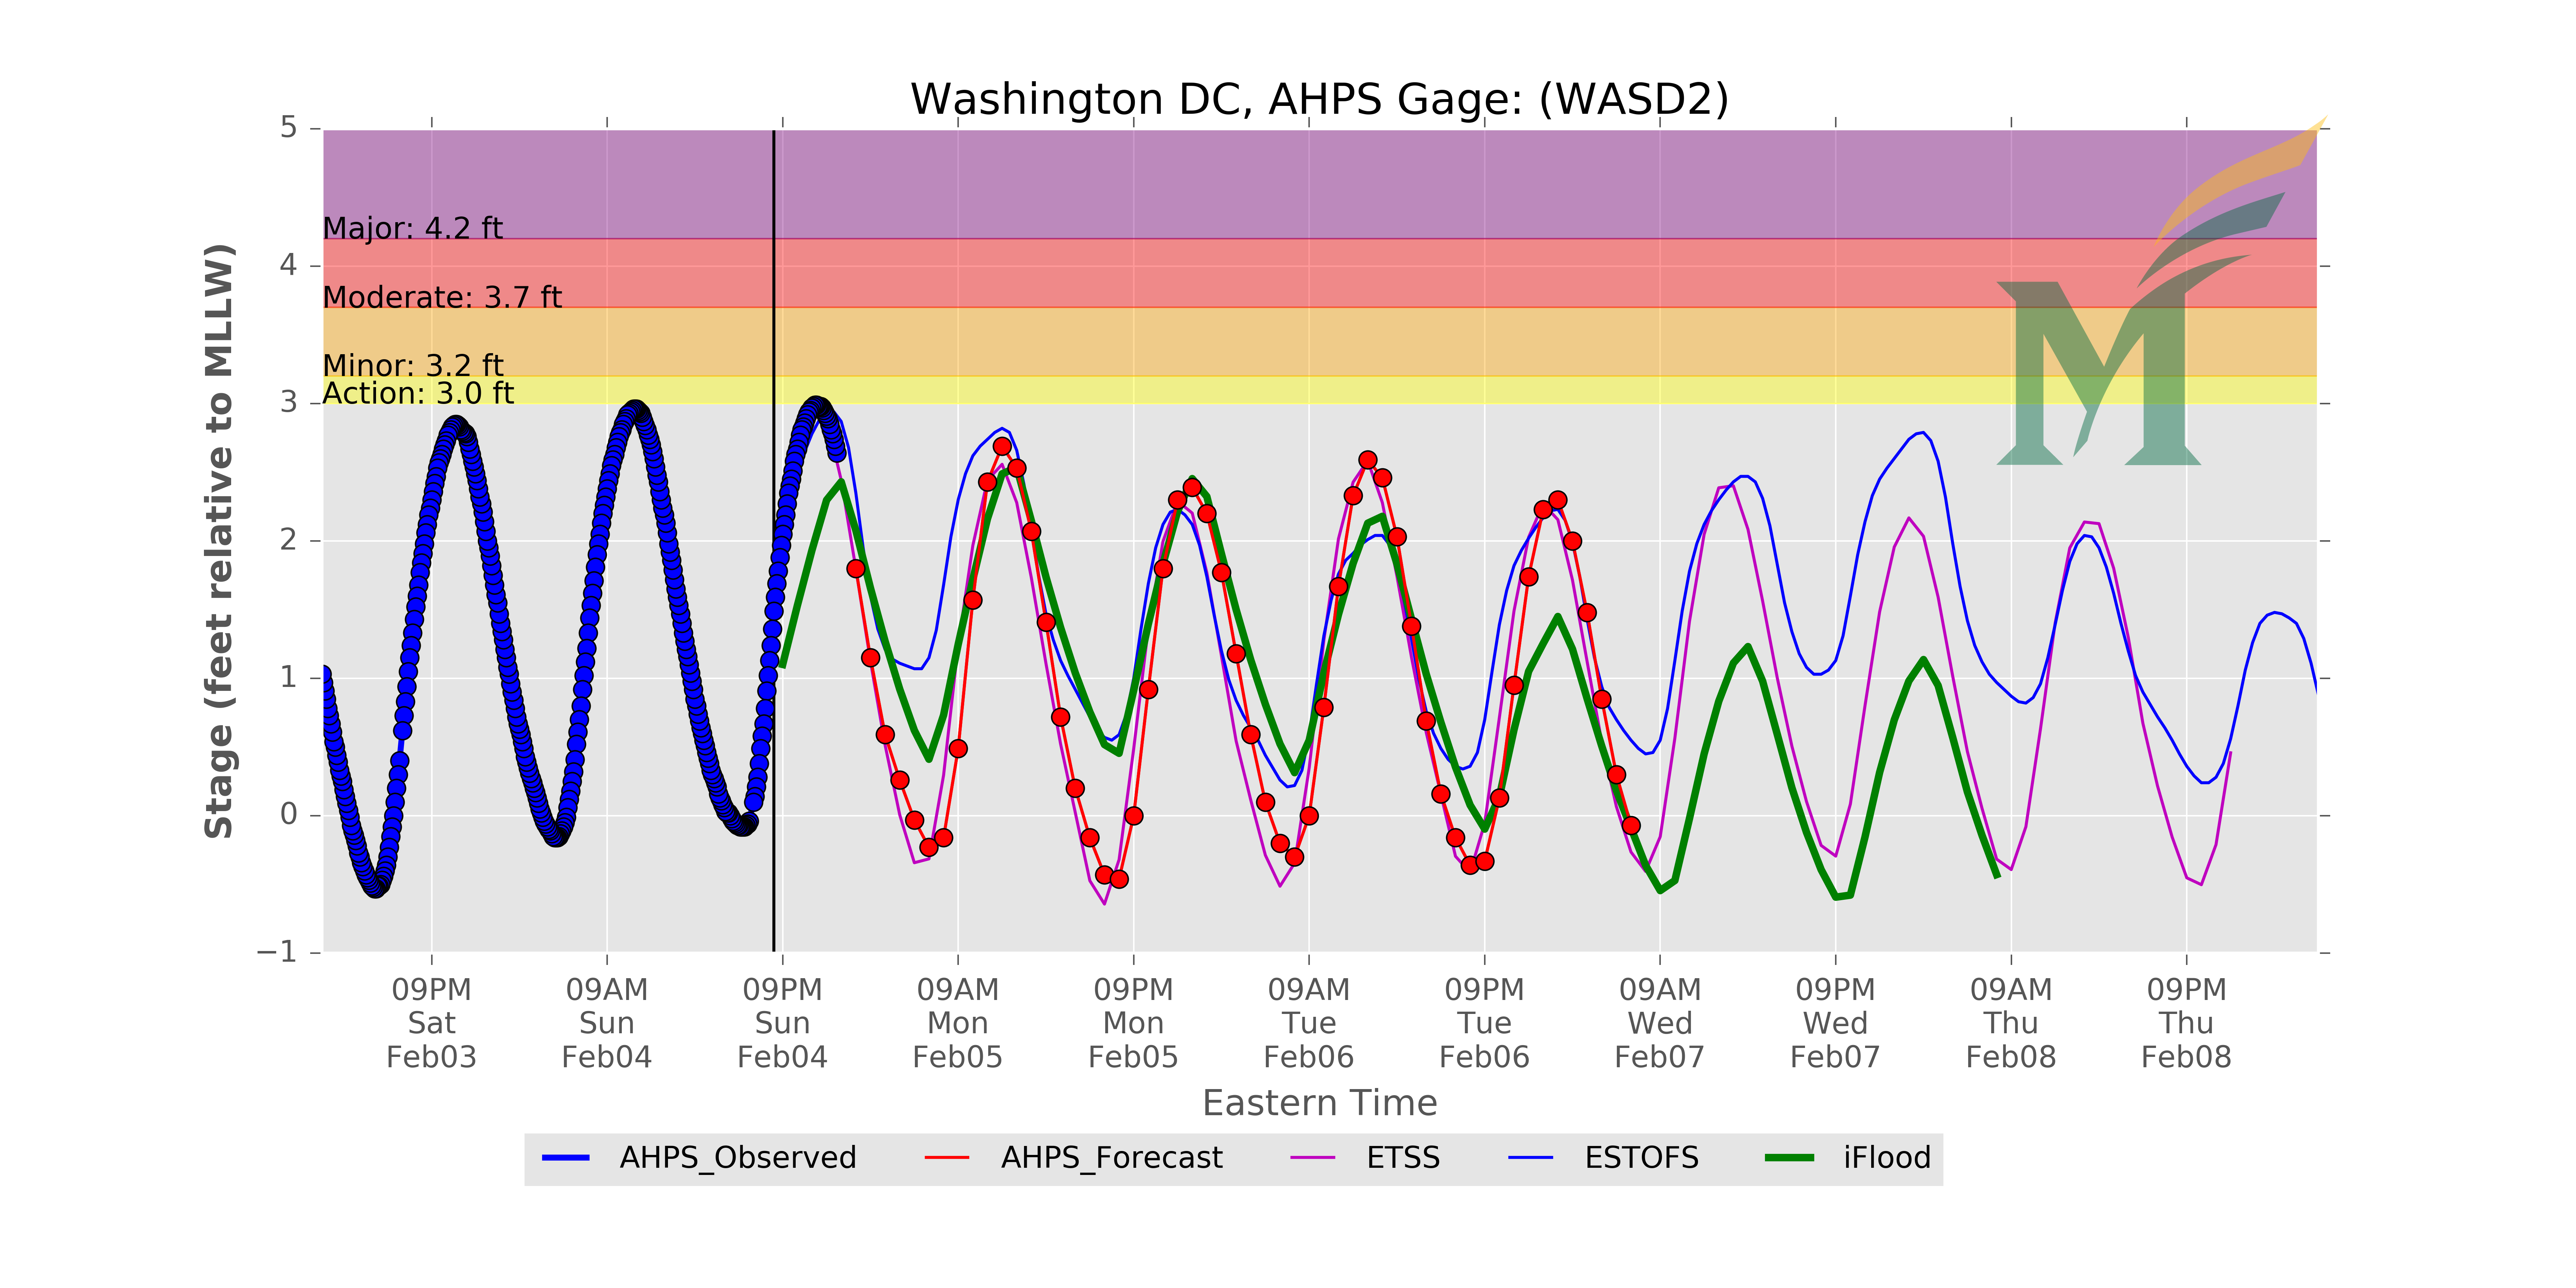 Washington DC, AHPS Gage: (WASD2)
Stage (feet relative to MLLW)
5
4
3
2
1
0
−1
Major: 4.2 ft
Moderate: 3.7 ft
Minor: 3.2 ft
Action: 3.0 ft
M
09PM 09AM 09PM 09AM 09PM 09AM 09PM 09AM 09PM 09AM 09PM
Sat Sun Sun Mon Mon Tue Tue Wed Wed Thu Thu
Feb03 Feb04 Feb04 Feb05 Feb05 Feb06 Feb06 Feb07 Feb07 Feb08 Feb08
Eastern Time
AHPS_Observed AHPS_Forecast ETSS ESTOFS iFlood